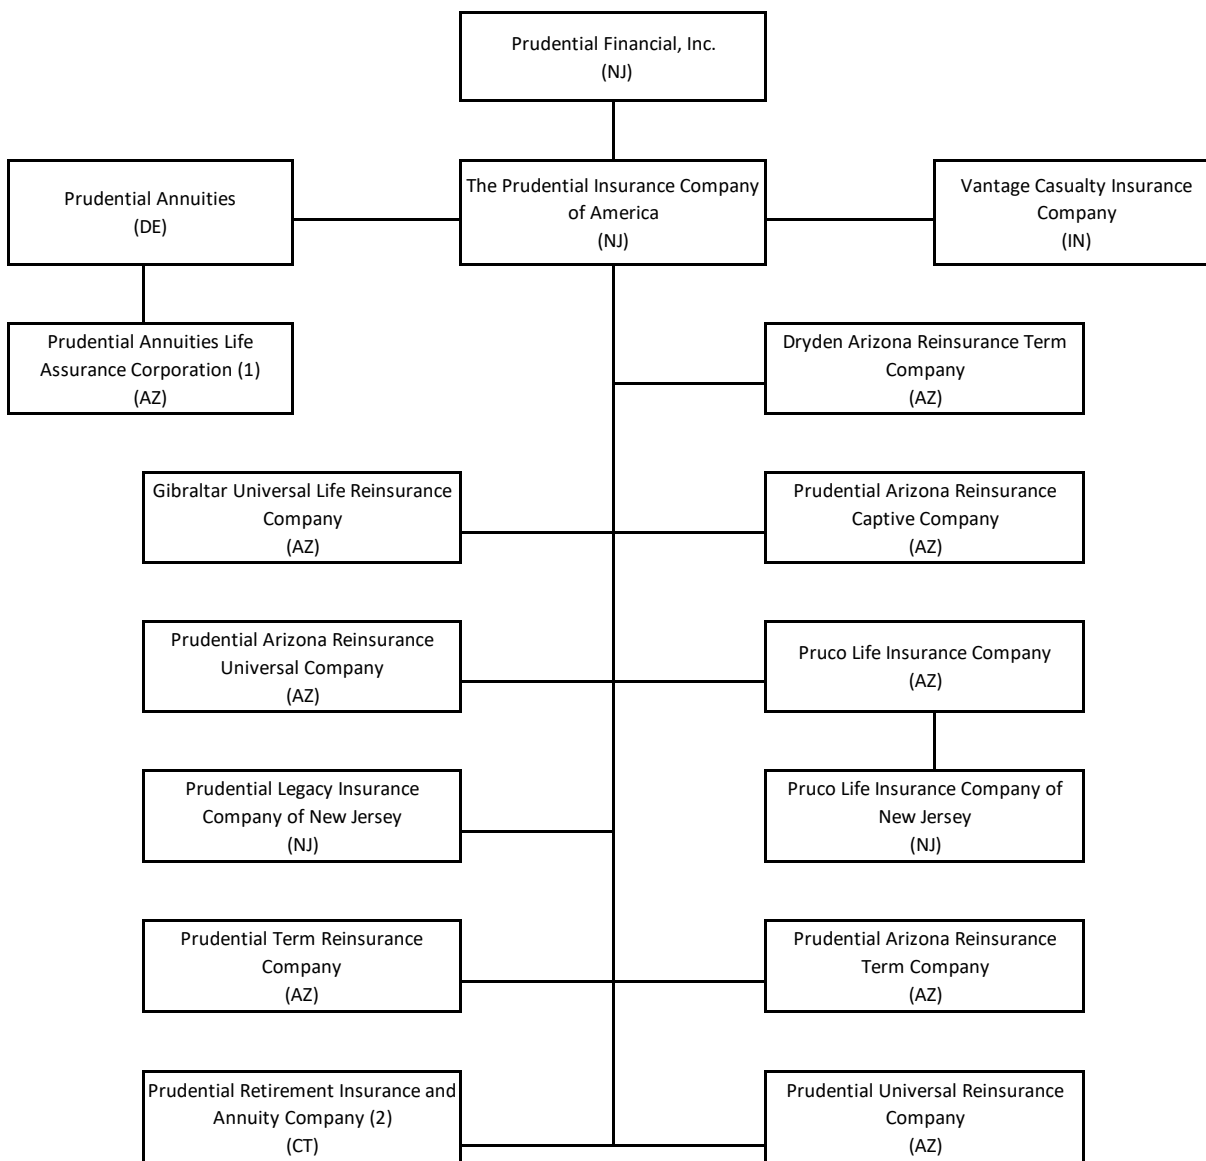 Prudential Financial, Inc.
(NJ)
Prudential Annuities
(DE)
The Prudential Insurance Company
of America
(NJ)
Vantage Casualty Insurance
Company
(IN)
Prudential Annuities Life
Assurance Corporation (1)
(AZ)
Dryden Arizona Reinsurance Term
Company
(AZ)
Gibraltar Universal Life Reinsurance
Company
(AZ)
Prudential Arizona Reinsurance
Captive Company
(AZ)
Prudential Arizona Reinsurance
Universal Company
(AZ)
Pruco Life Insurance Company
(AZ)
Prudential Legacy Insurance
Company of New Jersey
(NJ)
Pruco Life Insurance Company of
New Jersey
(NJ)
Prudential Term Reinsurance
Company
(AZ)
Prudential Arizona Reinsurance
Term Company
(AZ)
Prudential Retirement Insurance and
Annuity Company (2)
(CT)
Prudential Universal Reinsurance
Company
(AZ)